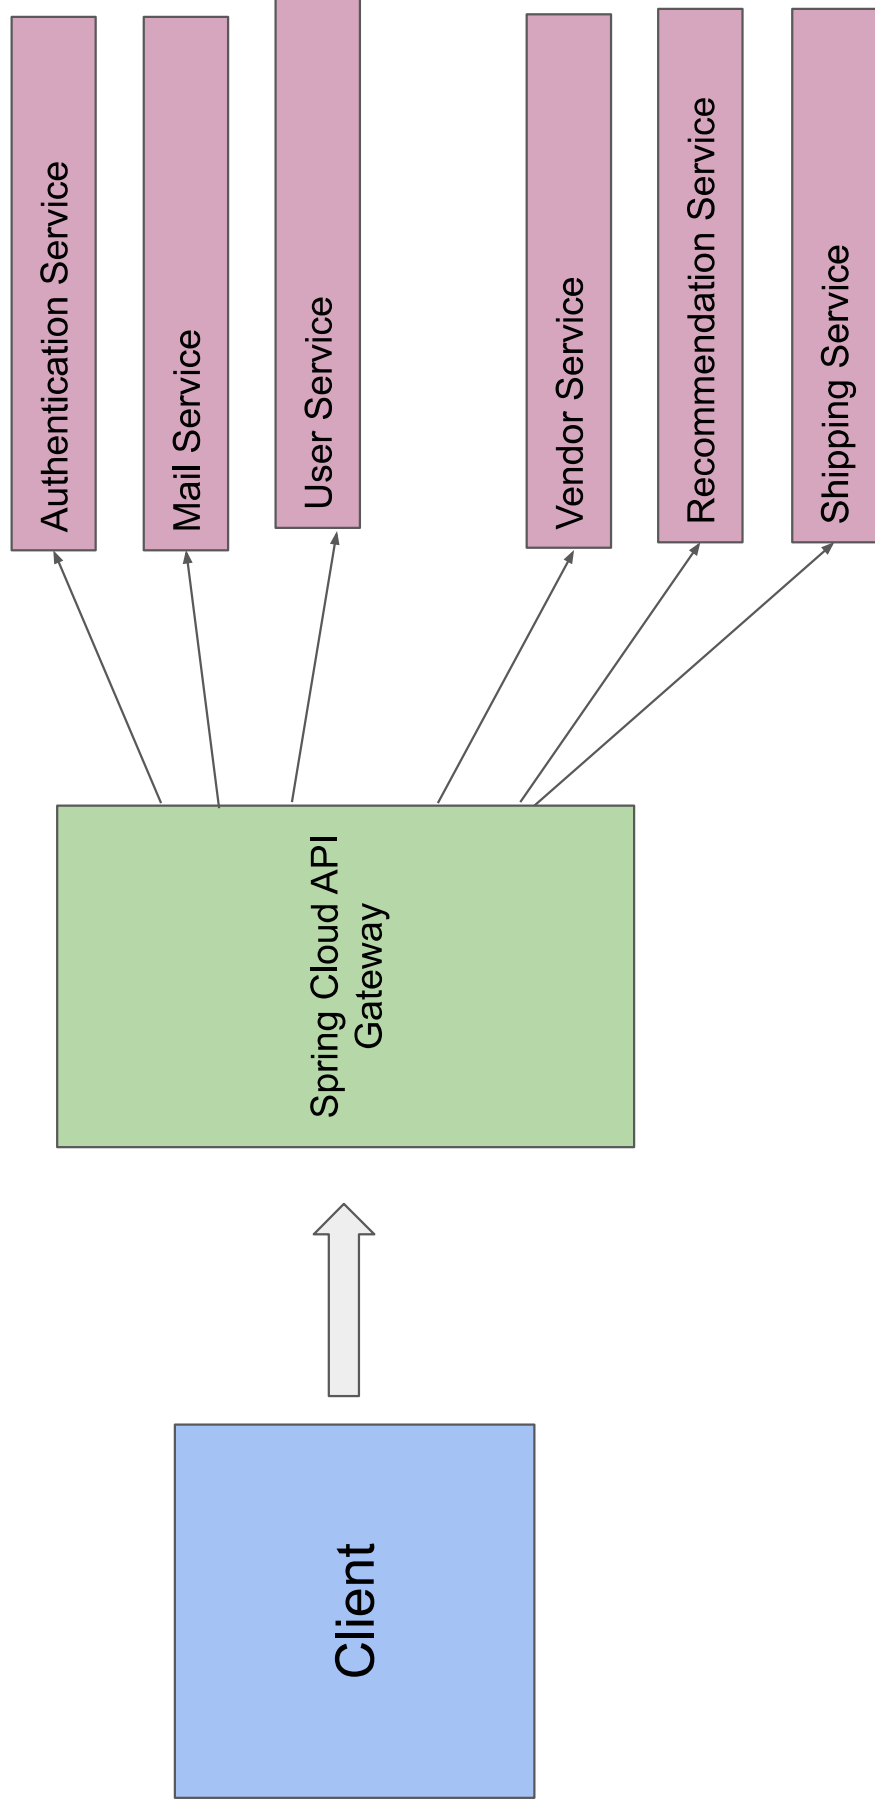 Authentication Service
Mail Service
User Service
Vendor Service
Recommendation Service
Shipping Service
Spring Cloud API
Gateway
Client